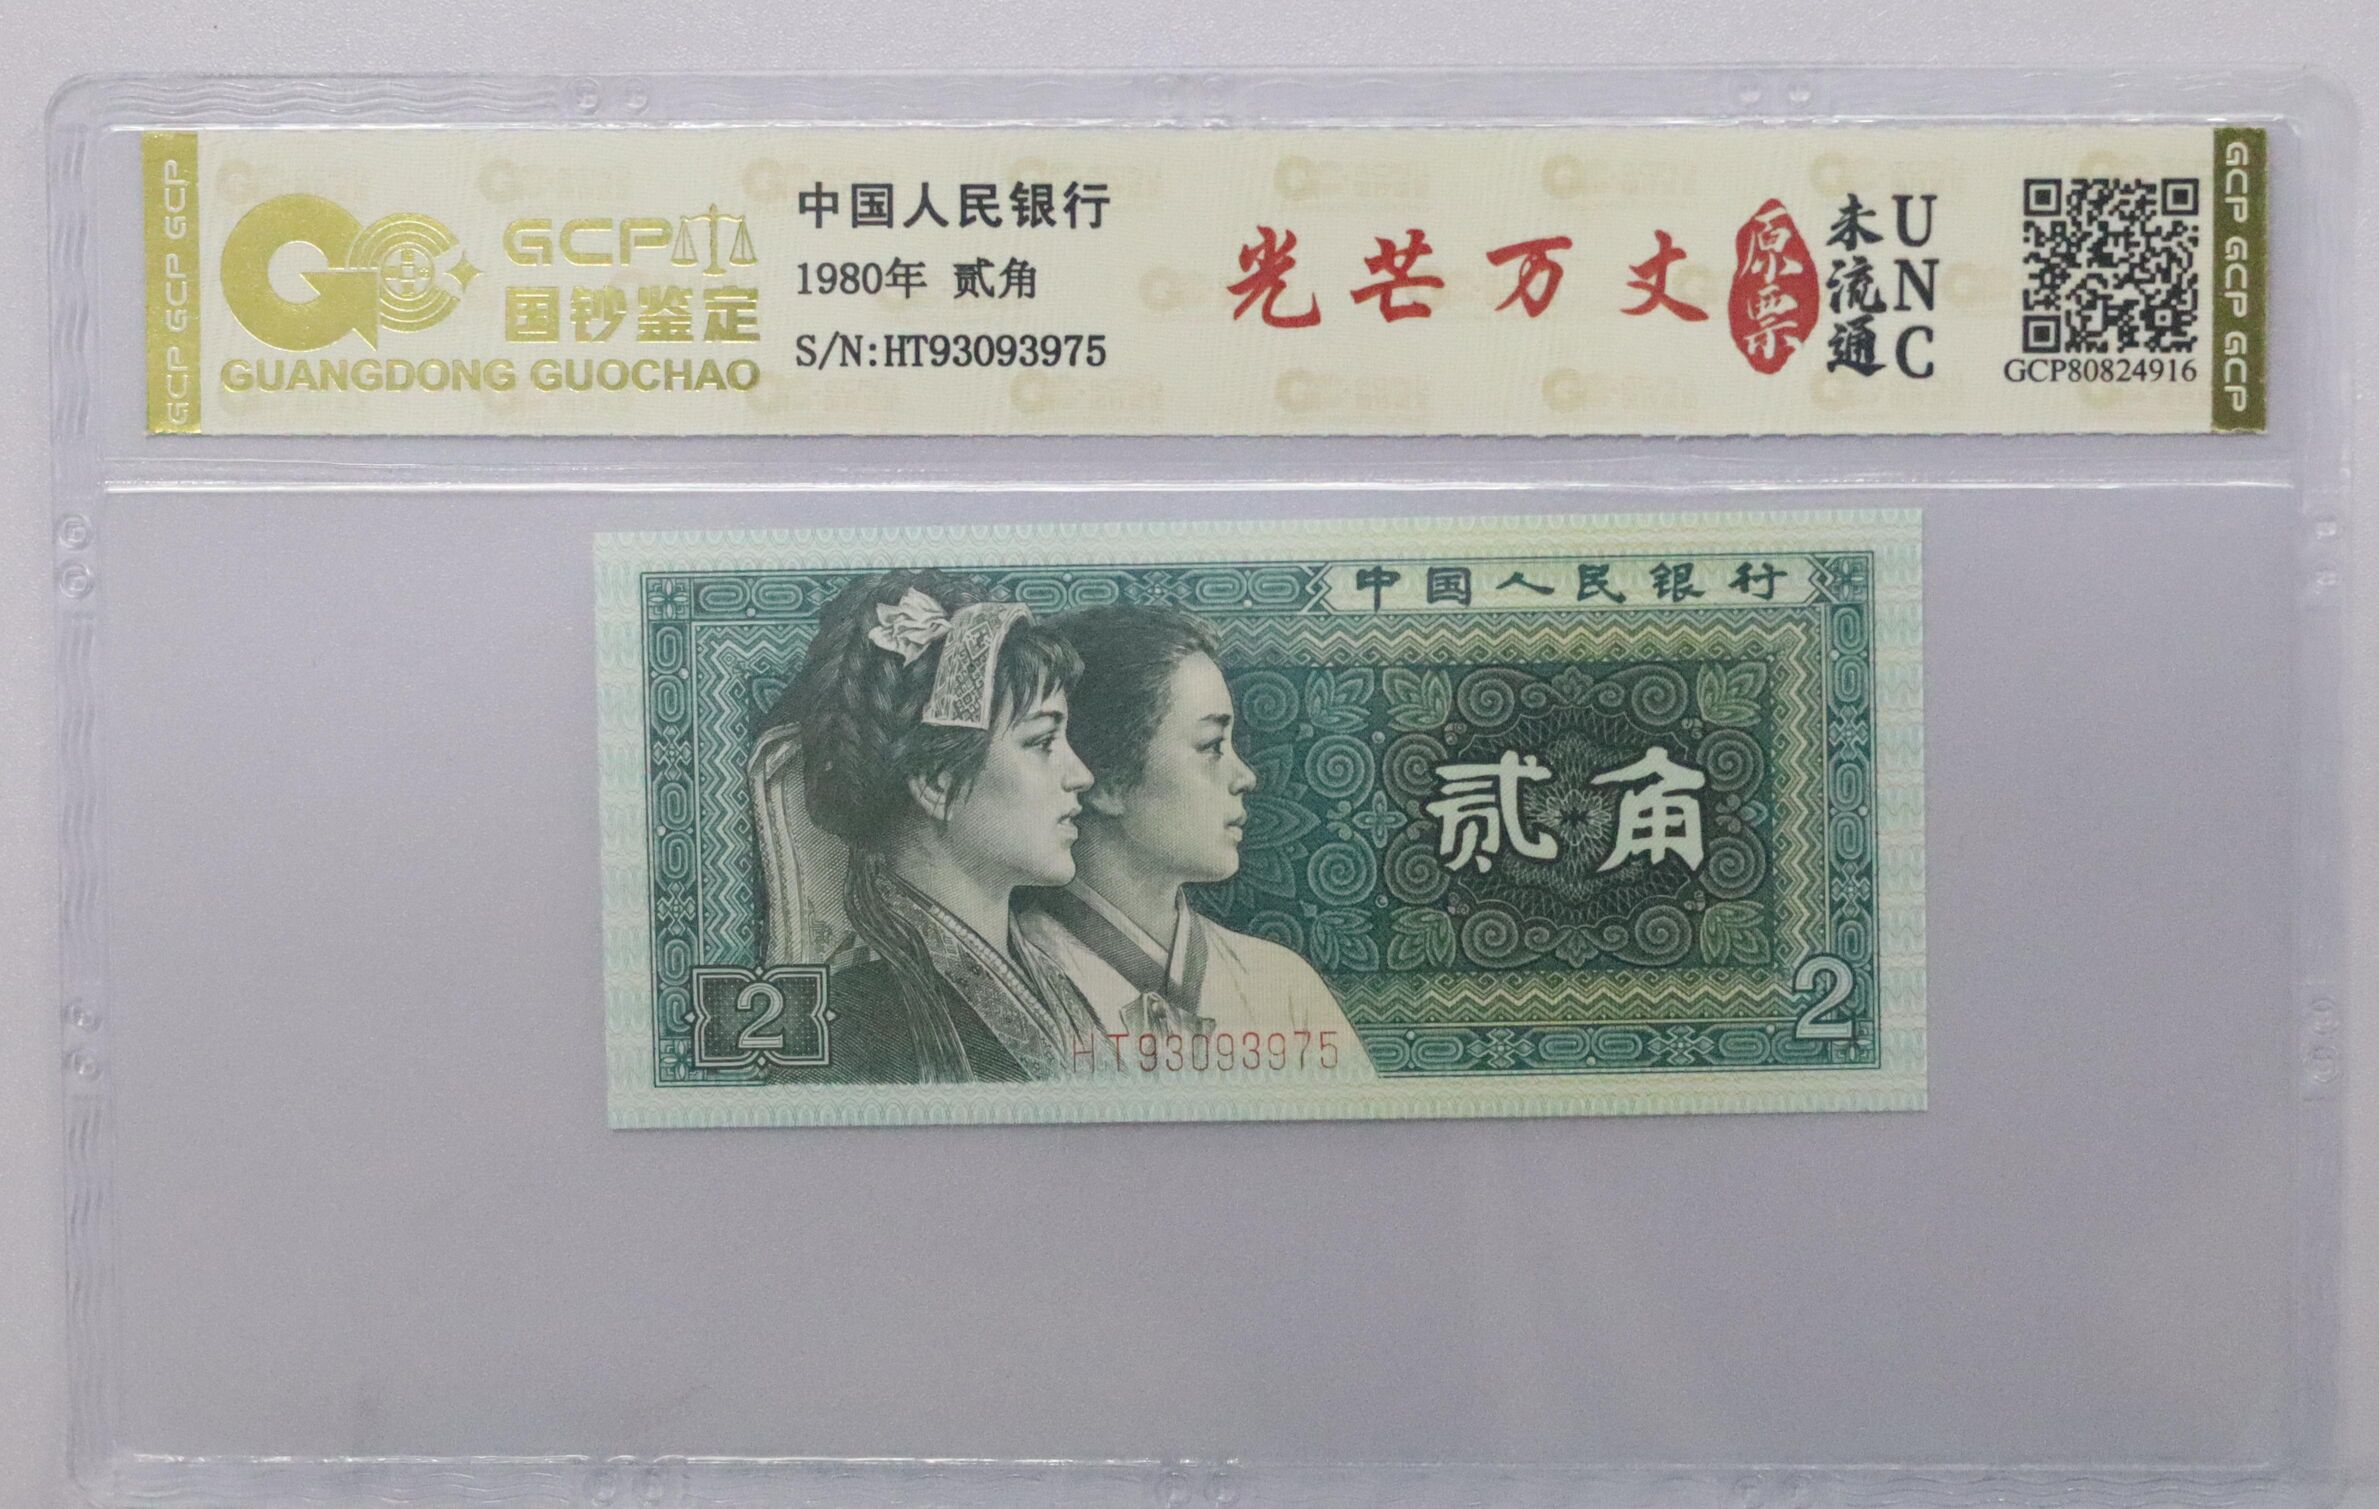 GCP GCP GCP
GCP
国钞鉴定
GUANGDONG GUOCHAO
中国人民银行
1980年 贰角
S/N:HT93093975
光芒万丈
原票
未流通
UNC
GCP80824916
GCP GCP GCP
中国人民银行
贰角
2
2
HT93093975